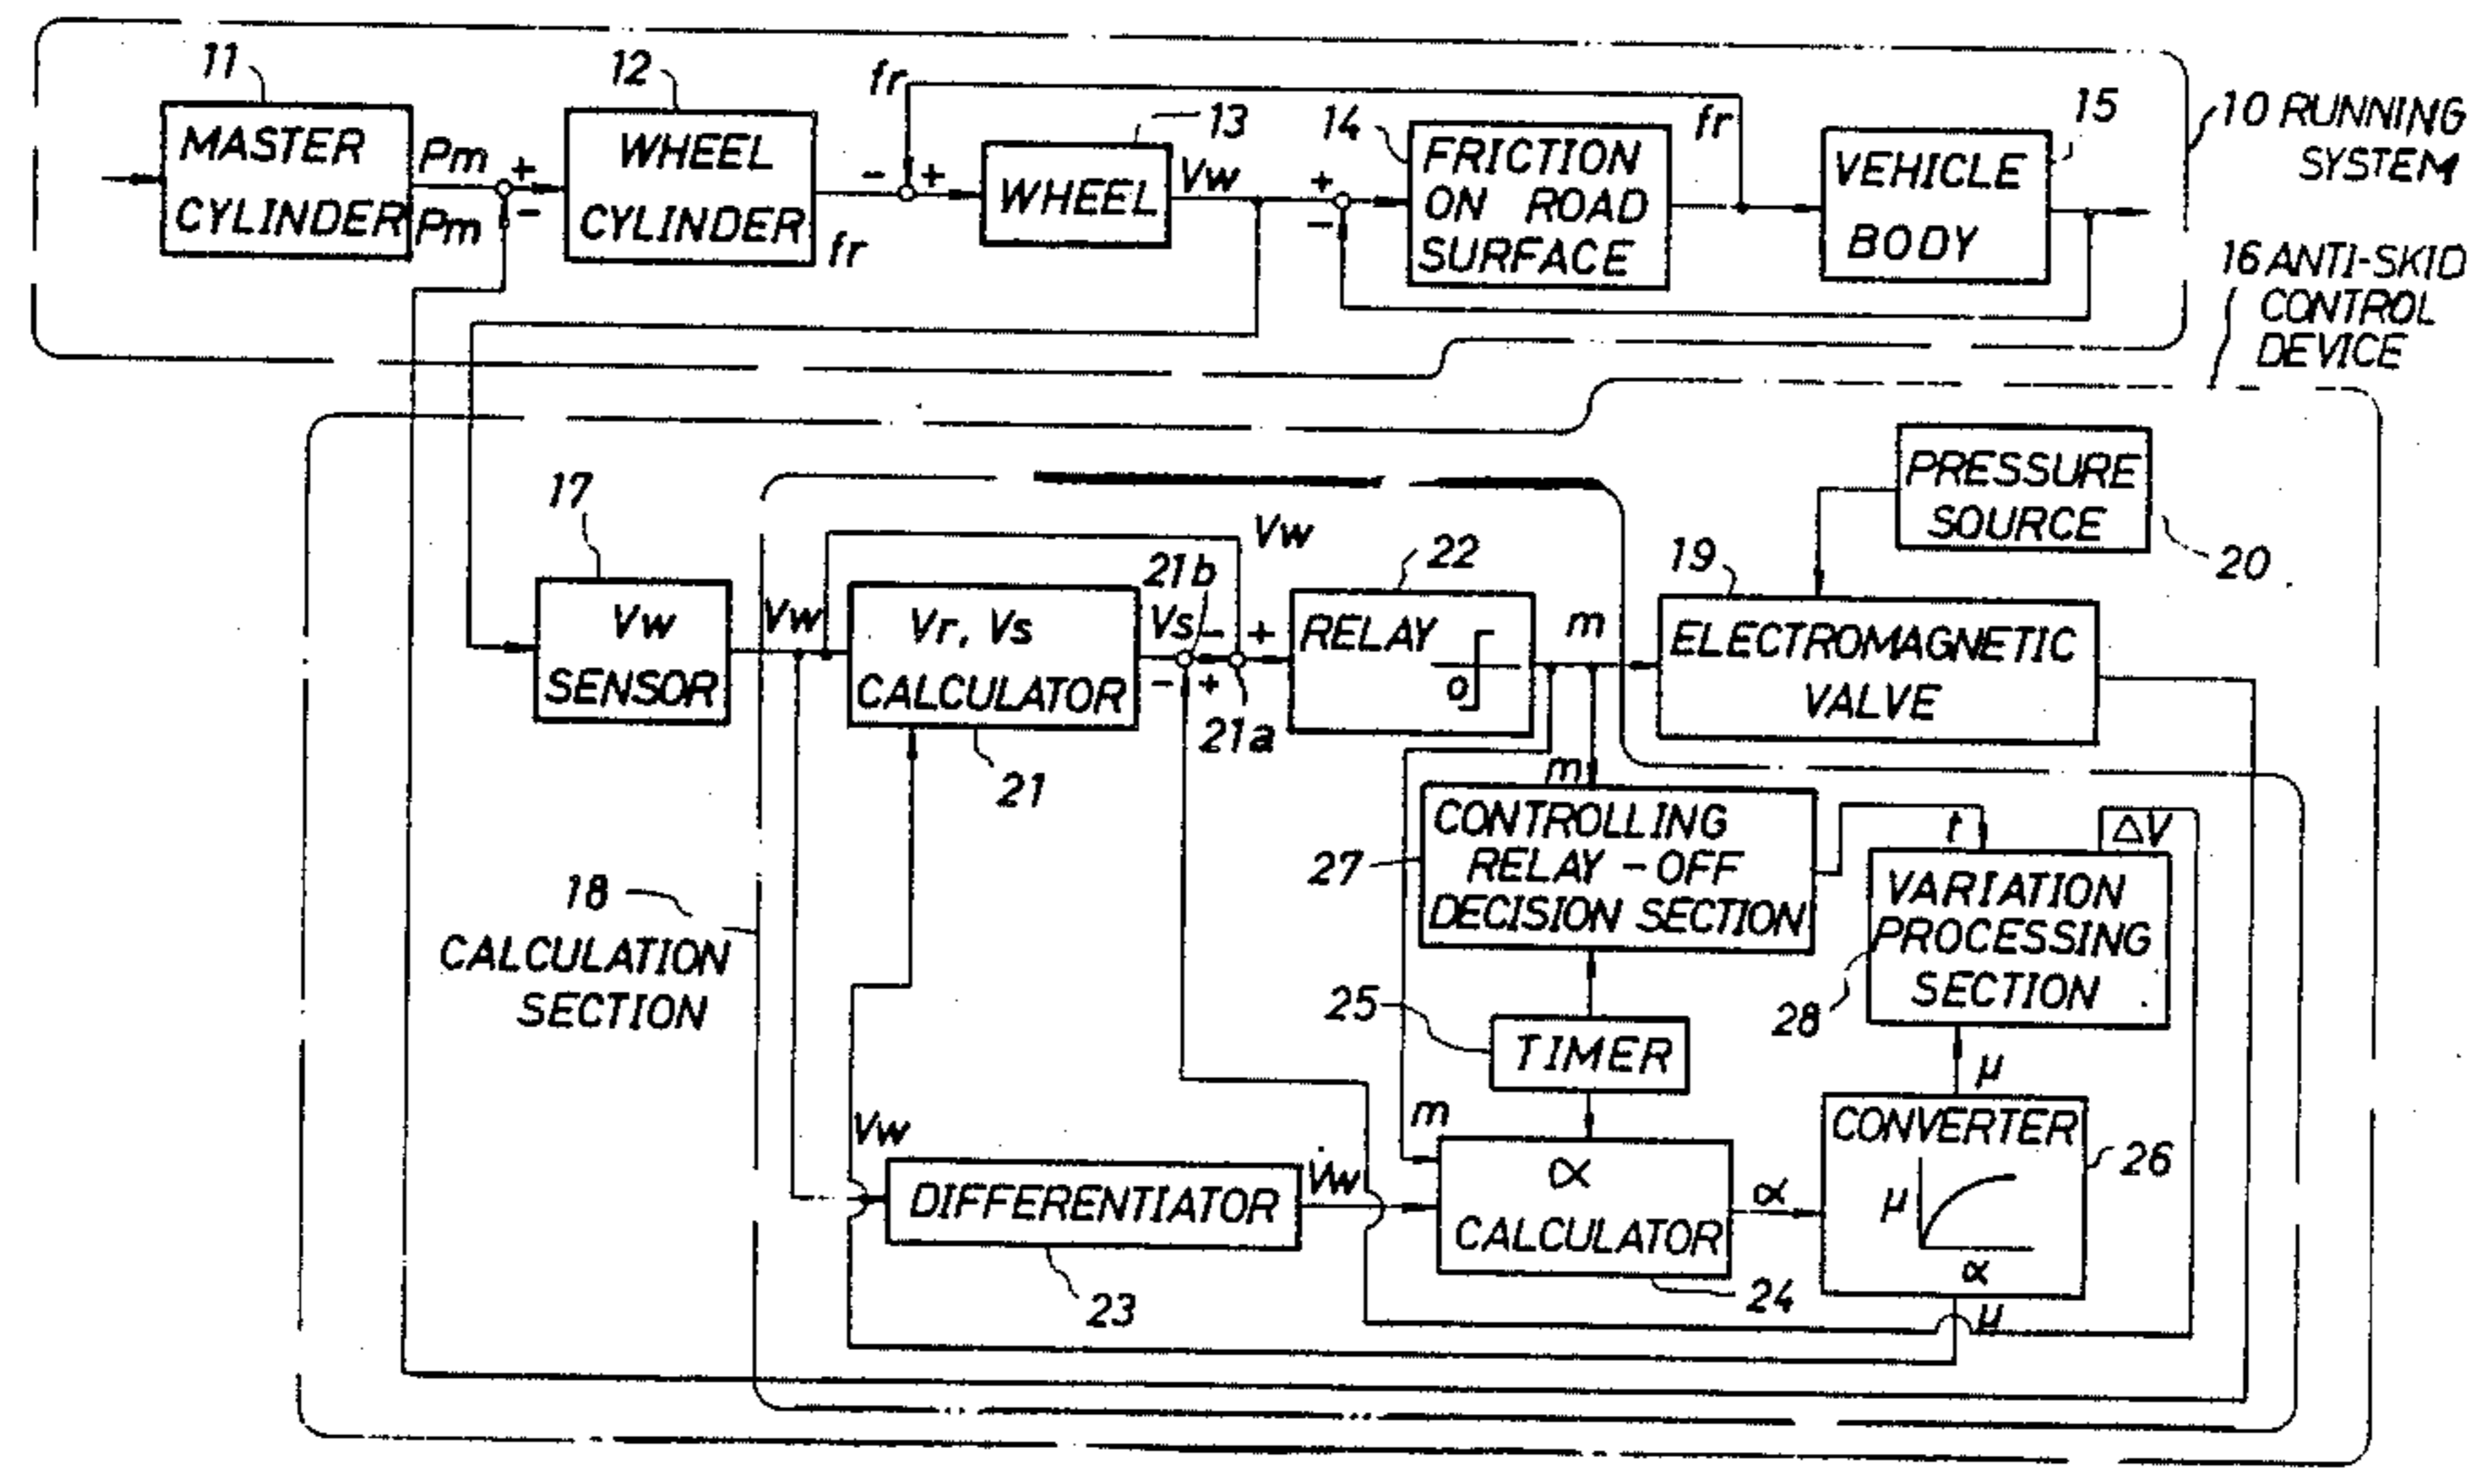 11
MASTER
CYLINDER
Pm
+
Pm
-
12
WHEEL
CYLINDER
fr
fr
-
+
13
WHEEL
Vw
+
-
14
FRICTION
ON ROAD
SURFACE
fr
15
VEHICLE
BODY
10 RUNNING
SYSTEM
16 ANTI-SKID
CONTROL
DEVICE
17
Vw
SENSOR
Vw
Vr, Vs
CALCULATOR
21
Vs
21b
-
-
+
+
21a
Vw
22
RELAY
0
m
19
ELECTROMAGNETIC
VALVE
PRESSURE
SOURCE
20
18
CALCULATION
SECTION
m
CONTROLLING
RELAY-OFF
DECISION SECTION
27
t
ΔV
VARIATION
PROCESSING
SECTION
28
25
TIMER
μ
m
Vw
DIFFERENTIATOR
23
V̇w
α
CALCULATOR
24
α
CONVERTER
μ
α
26
μ